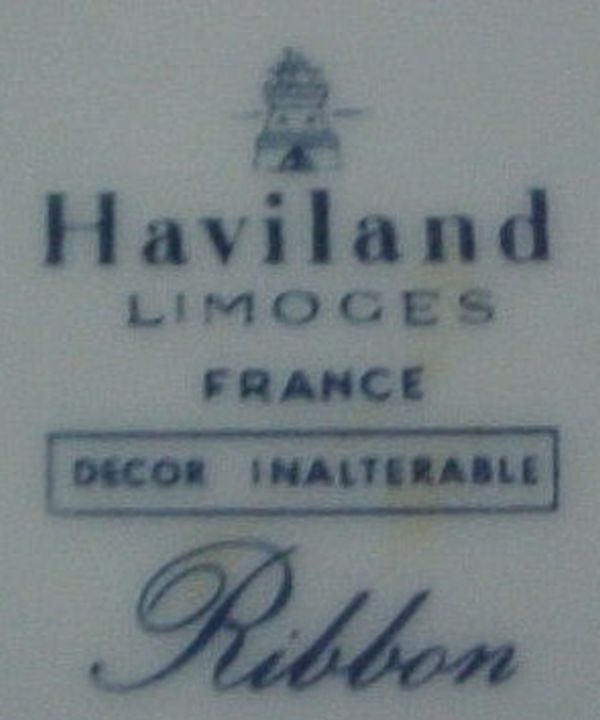 Haviland
LIMOGES
FRANCE
DECOR INALTERABLE
Ribbon